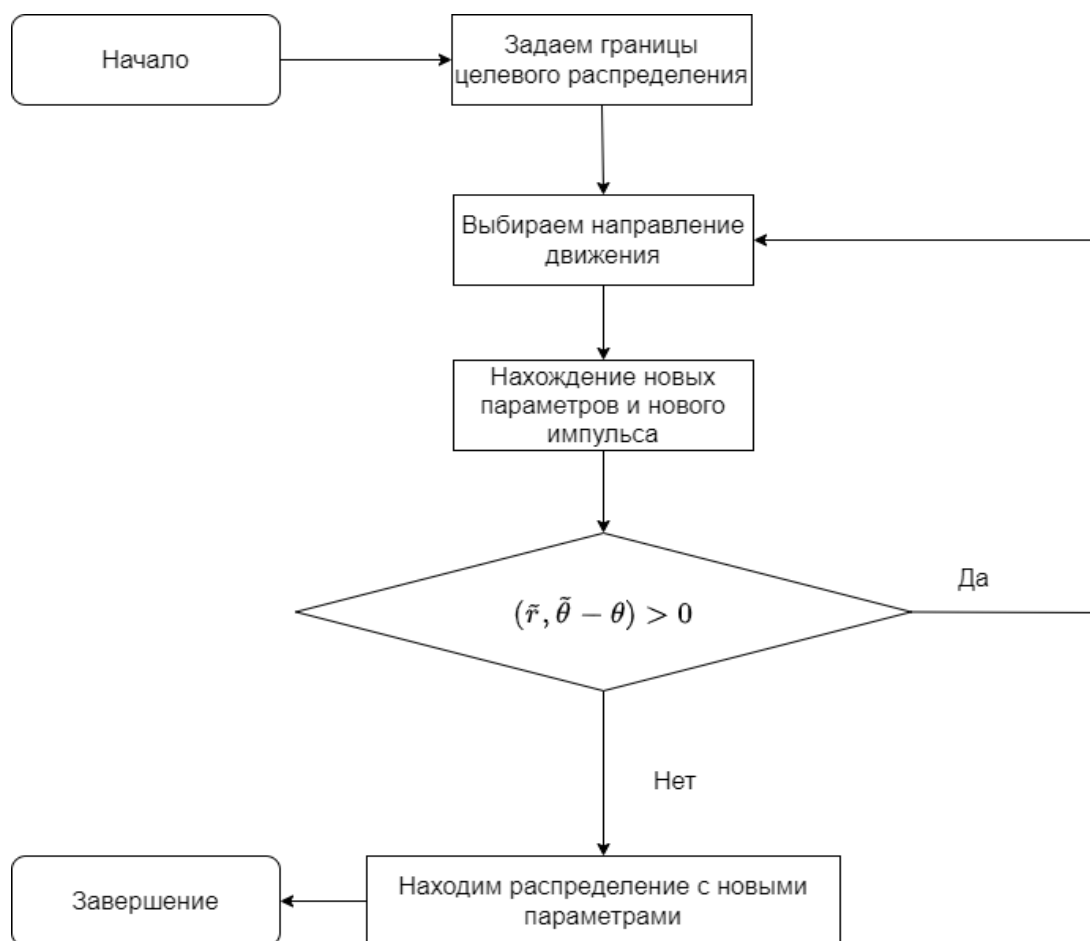 Начало
Задаем границы
целевого распределения
Выбираем направление
движения
Нахождение новых
параметров и нового
импульса
(r̃, θ̃ − θ) > 0
Да
Нет
Завершение
Находим распределение с новыми
параметрами